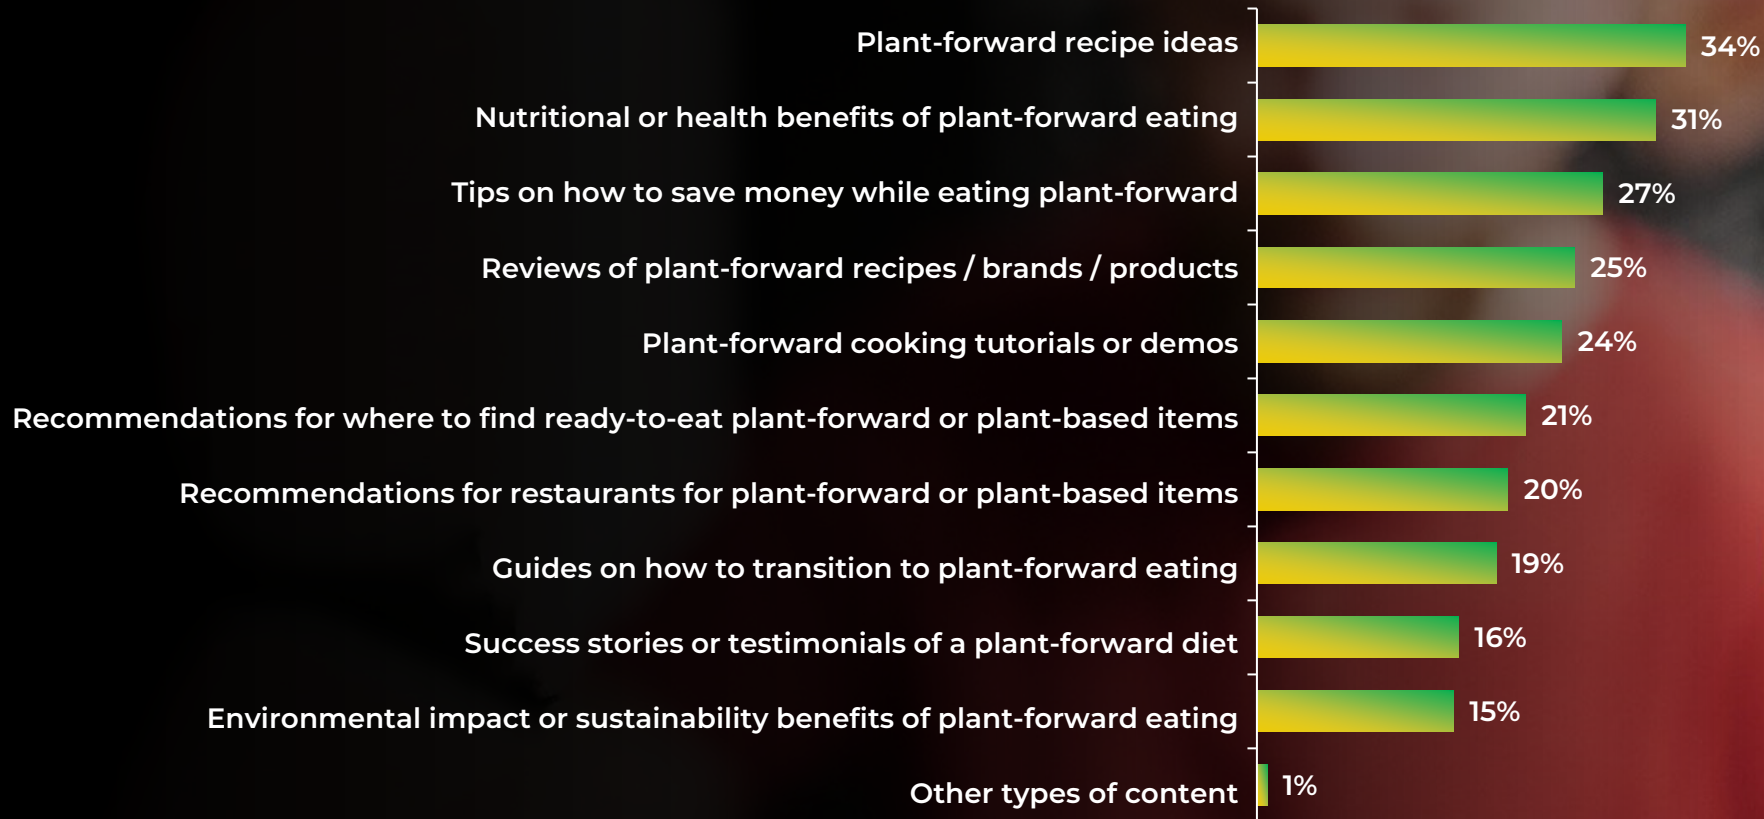 Plant-forward recipe ideas 34%
Nutritional or health benefits of plant-forward eating 31%
Tips on how to save money while eating plant-forward 27%
Reviews of plant-forward recipes / brands / products 25%
Plant-forward cooking tutorials or demos 24%
Recommendations for where to find ready-to-eat plant-forward or plant-based items 21%
Recommendations for restaurants for plant-forward or plant-based items 20%
Guides on how to transition to plant-forward eating 19%
Success stories or testimonials of a plant-forward diet 16%
Environmental impact or sustainability benefits of plant-forward eating 15%
Other types of content 1%